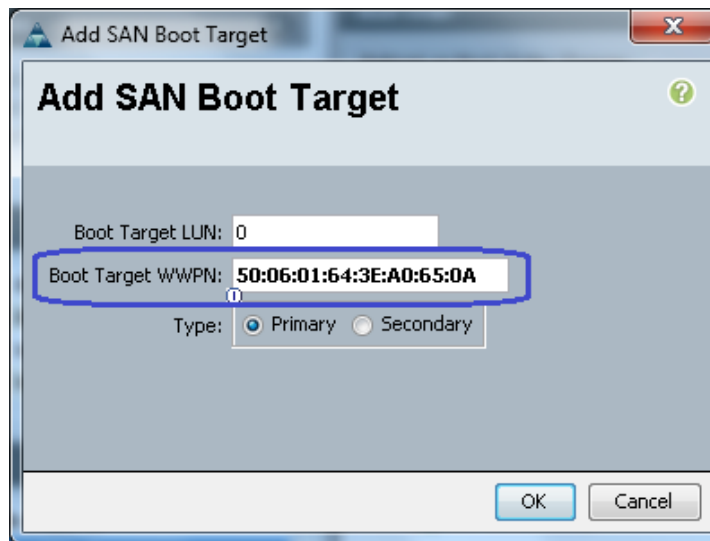 Add SAN Boot Target
Add SAN Boot Target
Boot Target LUN: 0
Boot Target WWPN: 50:06:01:64:3E:A0:65:0A
Type: Primary Secondary
OK Cancel